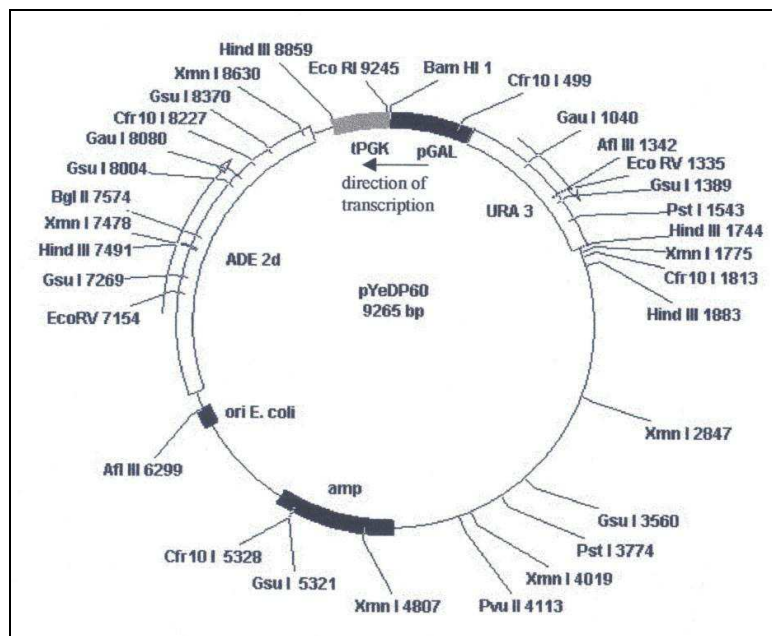 Hind III 8859
Eco RI 9245
Bam HI 1
Xmn I 8630
Cfr10 I 499
Gsu I 8370
Cfr10 I 8227
Gau I 8080
Gau I 1040
Afl III 1342
Gsu I 8004
tPGK
pGAL
Eco RV 1335
Gsu I 1389
direction of
transcription
Bgl II 7574
URA 3
Pst I 1543
Hind III 1744
Xmn I 7478
Xmn I 1775
Hind III 7491
ADE 2d
Cfr10 I 1813
Gsu I 7269
pYeDP60
Hind III 1883
EcoRV 7154
9265 bp
ori E. coli
Xmn I 2847
Afl III 6299
amp
Gsu I 3560
Cfr10 I 5328
Pst I 3774
Gsu I 5321
Xmn I 4019
Xmn I 4807
Pvu II 4113